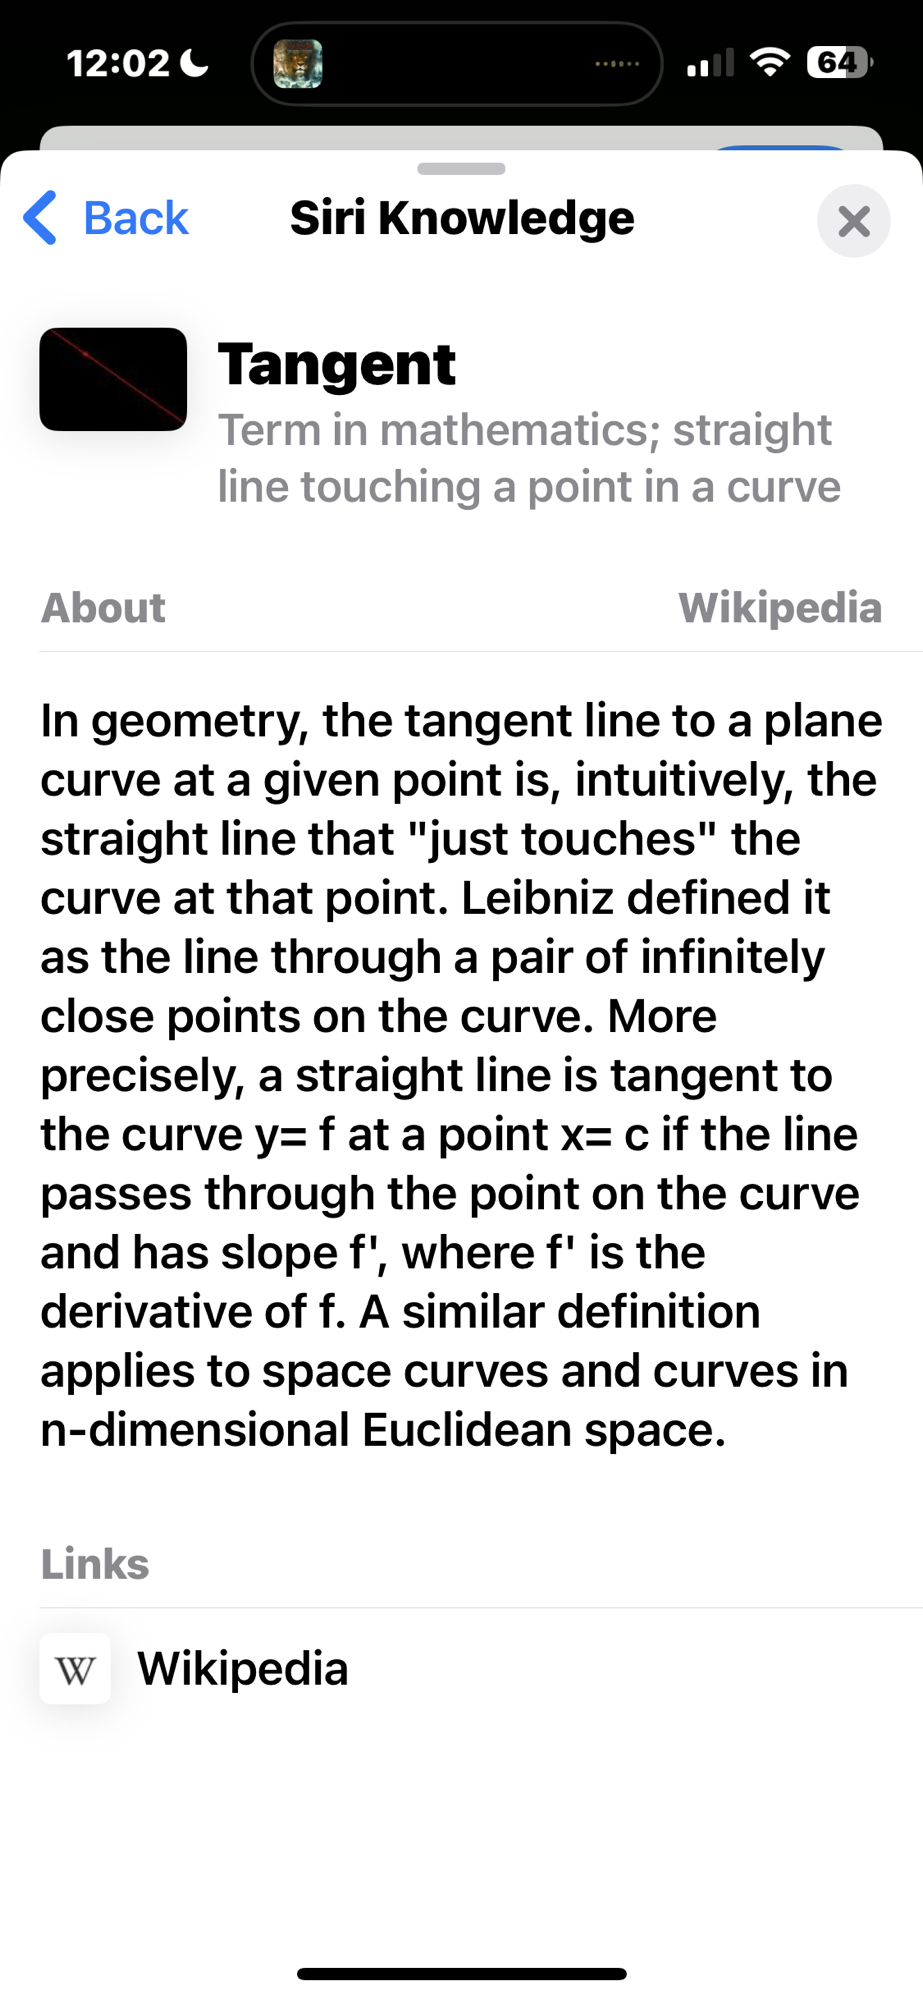 12:02
64
Back
Siri Knowledge
Tangent
Term in mathematics; straight
line touching a point in a curve
About
Wikipedia
In geometry, the tangent line to a plane
curve at a given point is, intuitively, the
straight line that "just touches" the
curve at that point. Leibniz defined it
as the line through a pair of infinitely
close points on the curve. More
precisely, a straight line is tangent to
the curve y= f at a point x= c if the line
passes through the point on the curve
and has slope f', where f' is the
derivative of f. A similar definition
applies to space curves and curves in
n-dimensional Euclidean space.
Links
W
Wikipedia